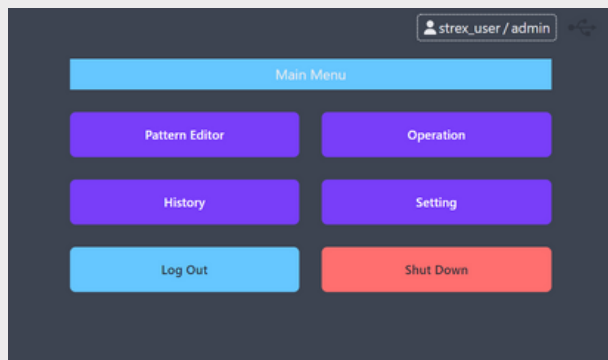 strex_user / admin
Main Menu
Pattern Editor
Operation
History
Setting
Log Out
Shut Down